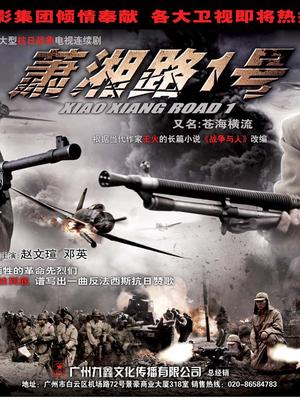 影集团倾情奉献 各大卫视即将热
大型抗日战争电视连续剧
萧湘路1号
XIAO XIANG ROAD 1
又名:苍海横流
根据当代作家王火的长篇小说《战争与人》改编
主演 赵文瑄 邓英
牲的革命先烈们
谱写出一曲反法西斯抗日赞歌
广州九鑫文化传播有限公司 总经销
地址:广州市白云区机场路72号景豪商业大厦318室 销售热线:020-86584783